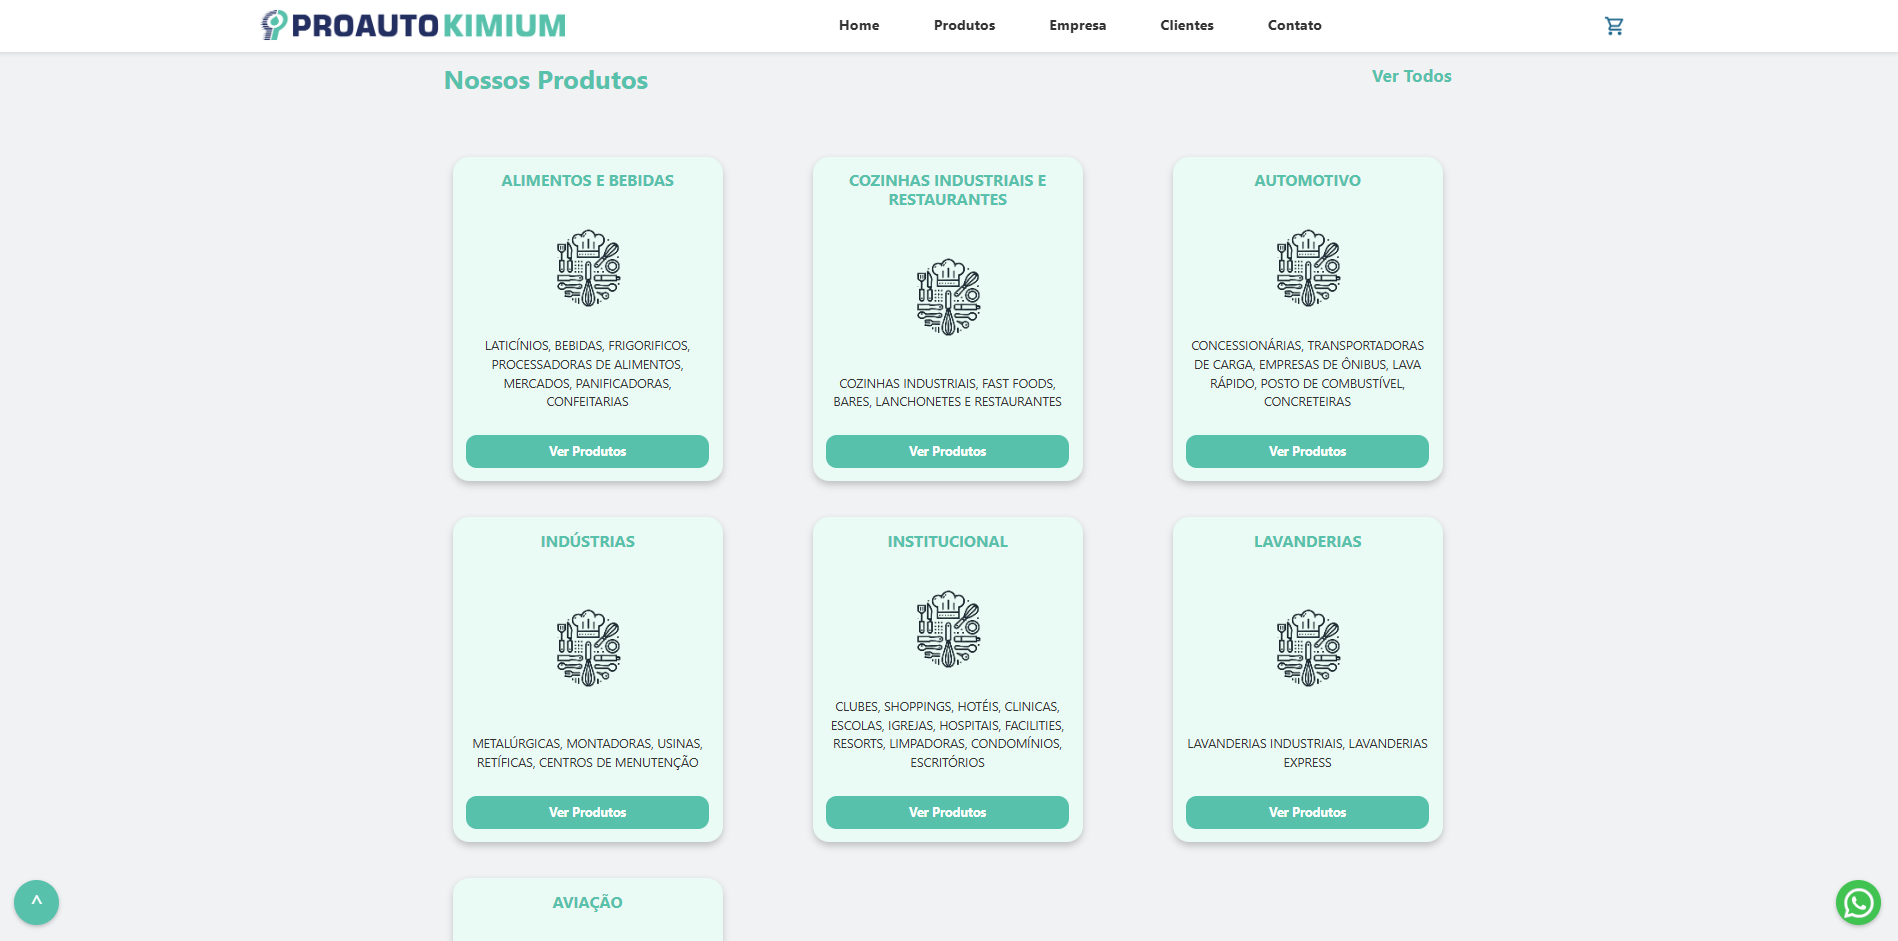 PROAUTO KIMIUM
Home
Produtos
Empresa
Clientes
Contato
Nossos Produtos
Ver Todos
ALIMENTOS E BEBIDAS
LATICÍNIOS, BEBIDAS, FRIGORIFICOS,
PROCESSADORAS DE ALIMENTOS,
MERCADOS, PANIFICADORAS,
CONFEITARIAS
Ver Produtos
COZINHAS INDUSTRIAIS E
RESTAURANTES
COZINHAS INDUSTRIAIS, FAST FOODS,
BARES, LANCHONETES E RESTAURANTES
Ver Produtos
AUTOMOTIVO
CONCESSIONÁRIAS, TRANSPORTADORAS
DE CARGA, EMPRESAS DE ÔNIBUS, LAVA
RÁPIDO, POSTO DE COMBUSTÍVEL,
CONCRETEIRAS
Ver Produtos
INDÚSTRIAS
METALÚRGICAS, MONTADORAS, USINAS,
RETÍFICAS, CENTROS DE MENUTENÇÃO
Ver Produtos
INSTITUCIONAL
CLUBES, SHOPPINGS, HOTÉIS, CLINICAS,
ESCOLAS, IGREJAS, HOSPITAIS, FACILITIES,
RESORTS, LIMPADORAS, CONDOMÍNIOS,
ESCRITÓRIOS
Ver Produtos
LAVANDERIAS
LAVANDERIAS INDUSTRIAIS, LAVANDERIAS
EXPRESS
Ver Produtos
AVIAÇÃO
^